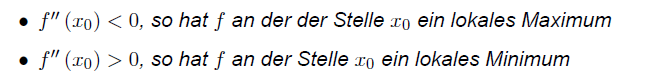 • f″ (x₀) < 0, so hat f an der der Stelle x₀ ein lokales Maximum
• f″ (x₀) > 0, so hat f an der Stelle x₀ ein lokales Minimum